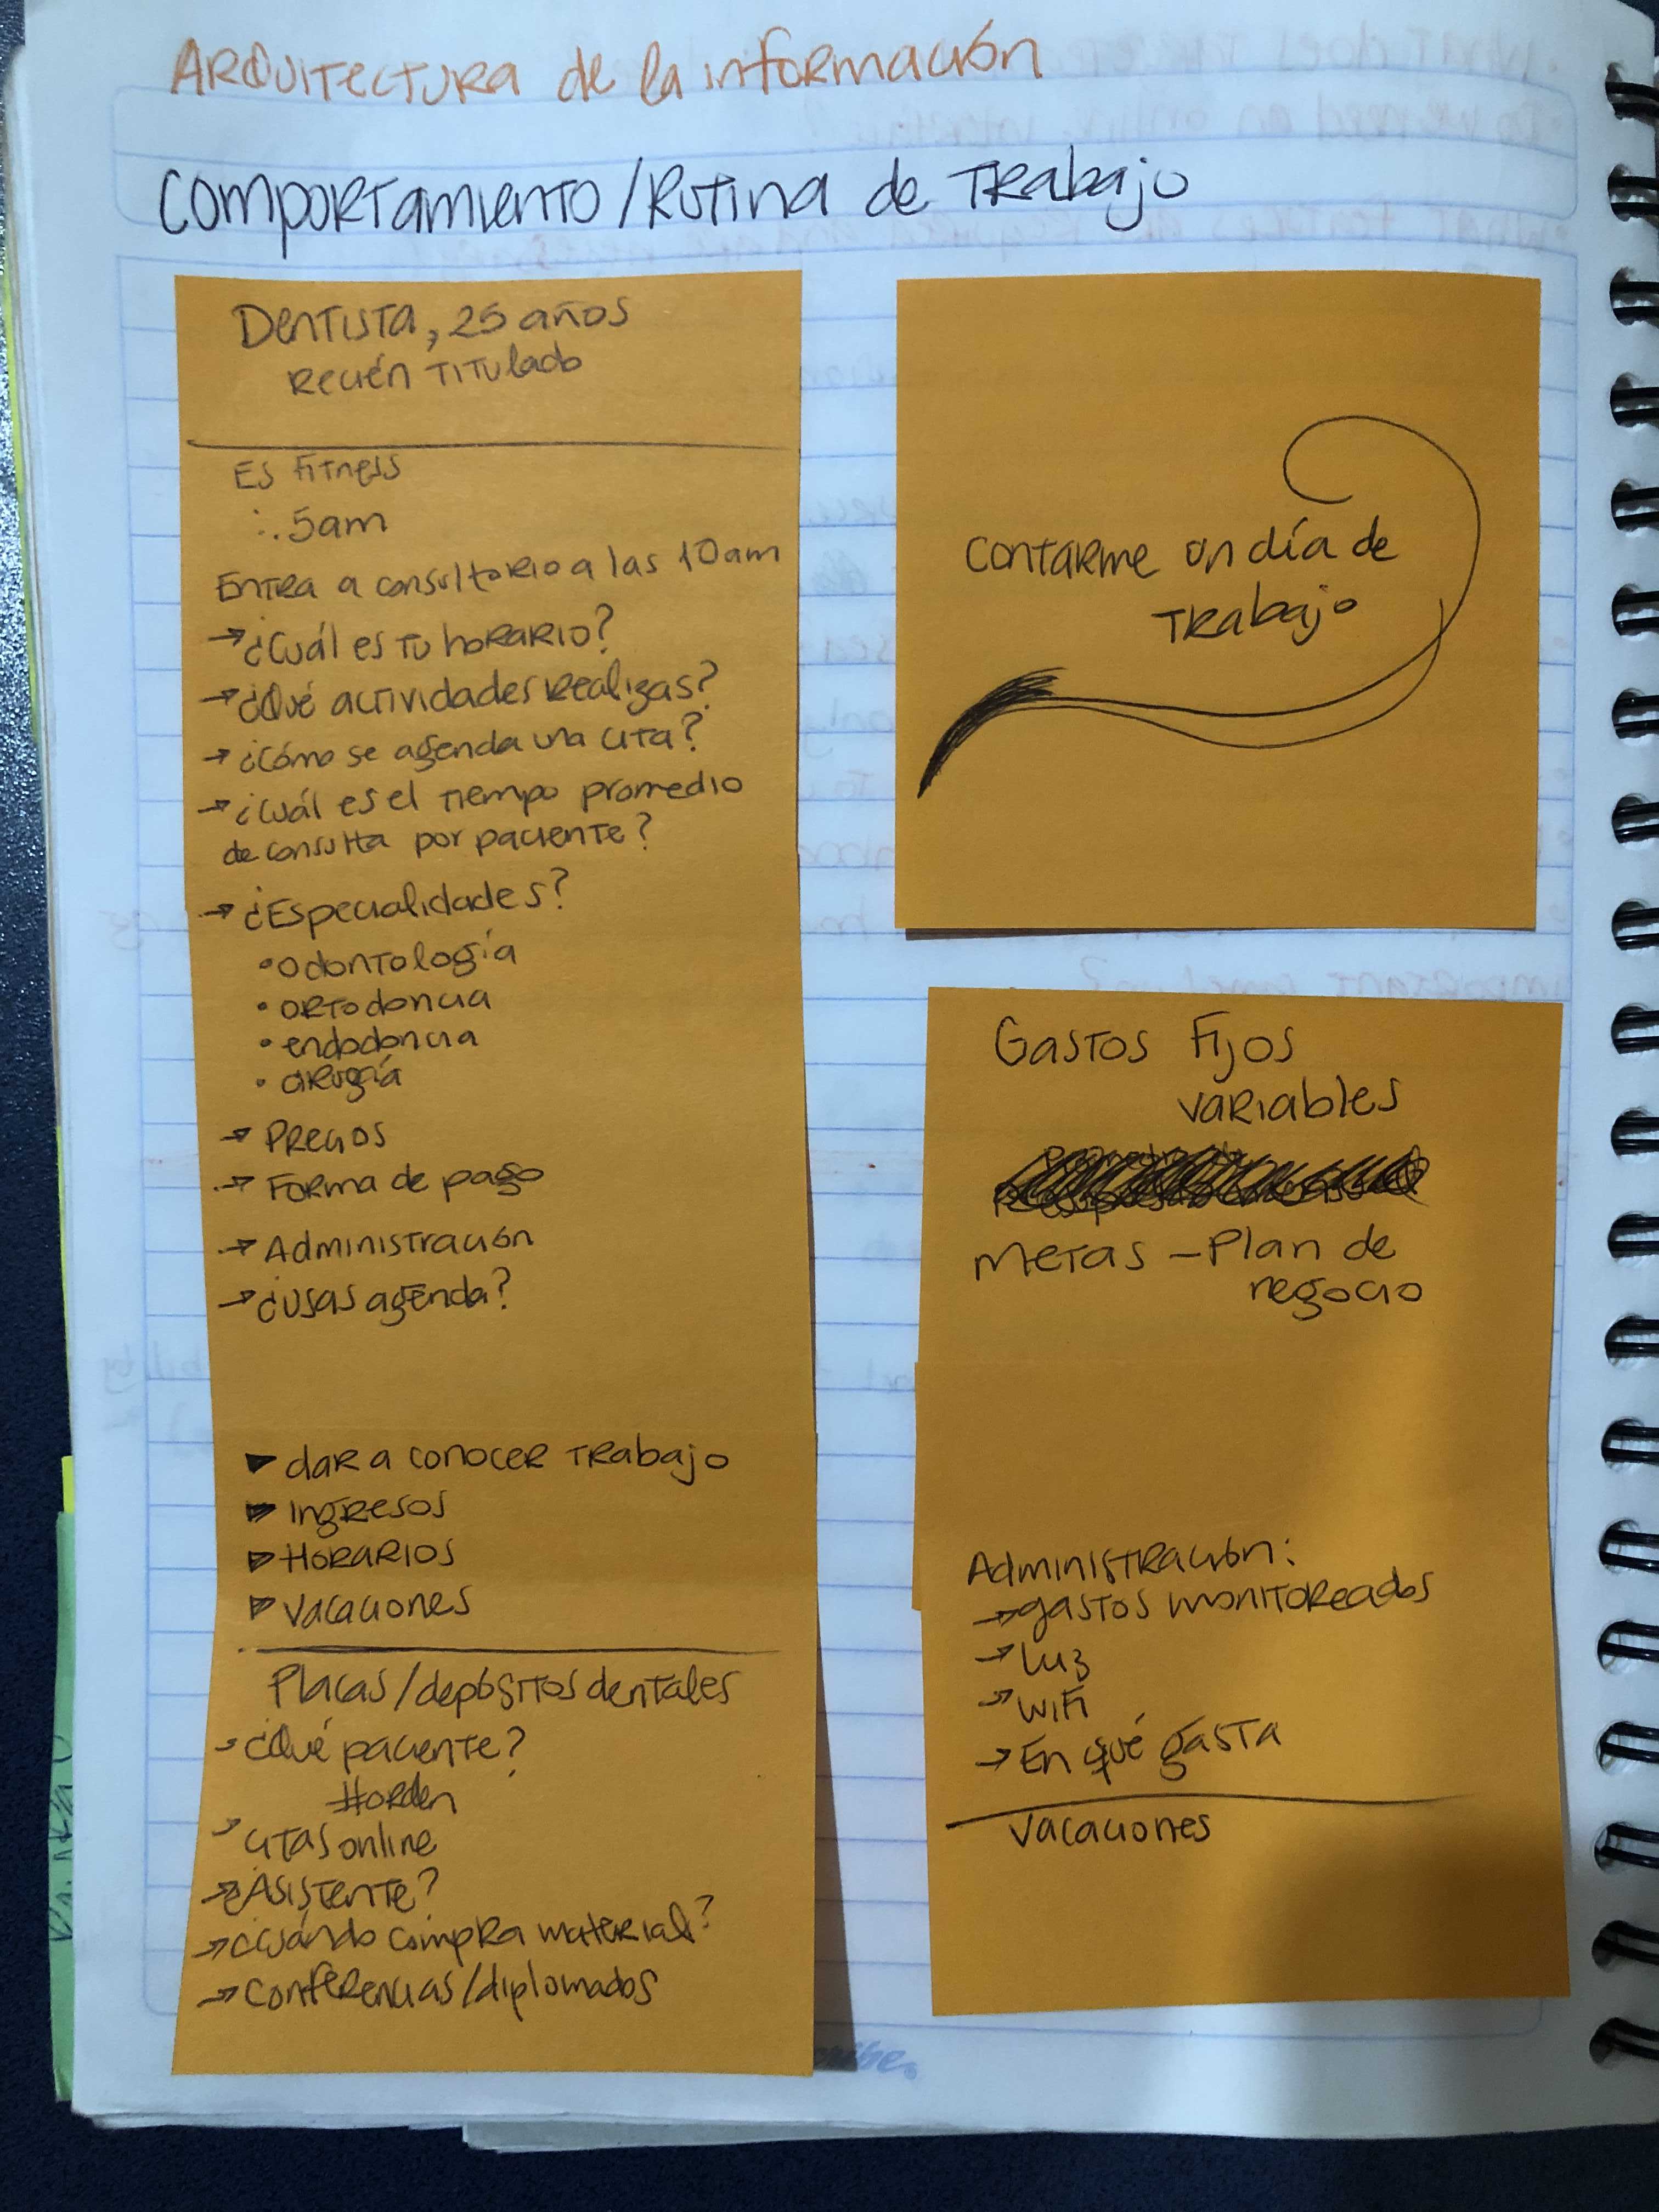 ARQUITECTURA de la información
COMPORTAMIENTO/RUTINA de TRABAJO
DENTISTA, 25 años
RECIÉN TITULADO
ES FITNESS
∴ 5am
ENTRA a consultorio a las 10am
→ ¿Cuál es TU HORARIO?
→ ¿Qué actividades realizas?
→ ¿Cómo se agenda una cita?
→ ¿Cuál es el tiempo promedio
de consulta por paciente?
→ ¿Especialidades?
• Odontología
• Ortodoncia
• endodoncia
• cirugía
→ Precios
→ Forma de pago
→ Administración
→ ¿Usas agenda?
▶ dar a conocer Trabajo
▶ Ingresos
▶ Horarios
▶ Vacaciones
Placas/depósitos dentales
→ ¿Qué paciente?
#orden
→ citas online
→ ¿Asistente?
→ ¿Cuándo compra material?
→ Conferencias/diplomados
Contarme un día de
Trabajo
Gastos Fijos
Variables
Metas – Plan de
negocio
Administración:
→ gastos monitoreados
→ Luz
→ WiFi
→ En qué gasta
Vacaciones